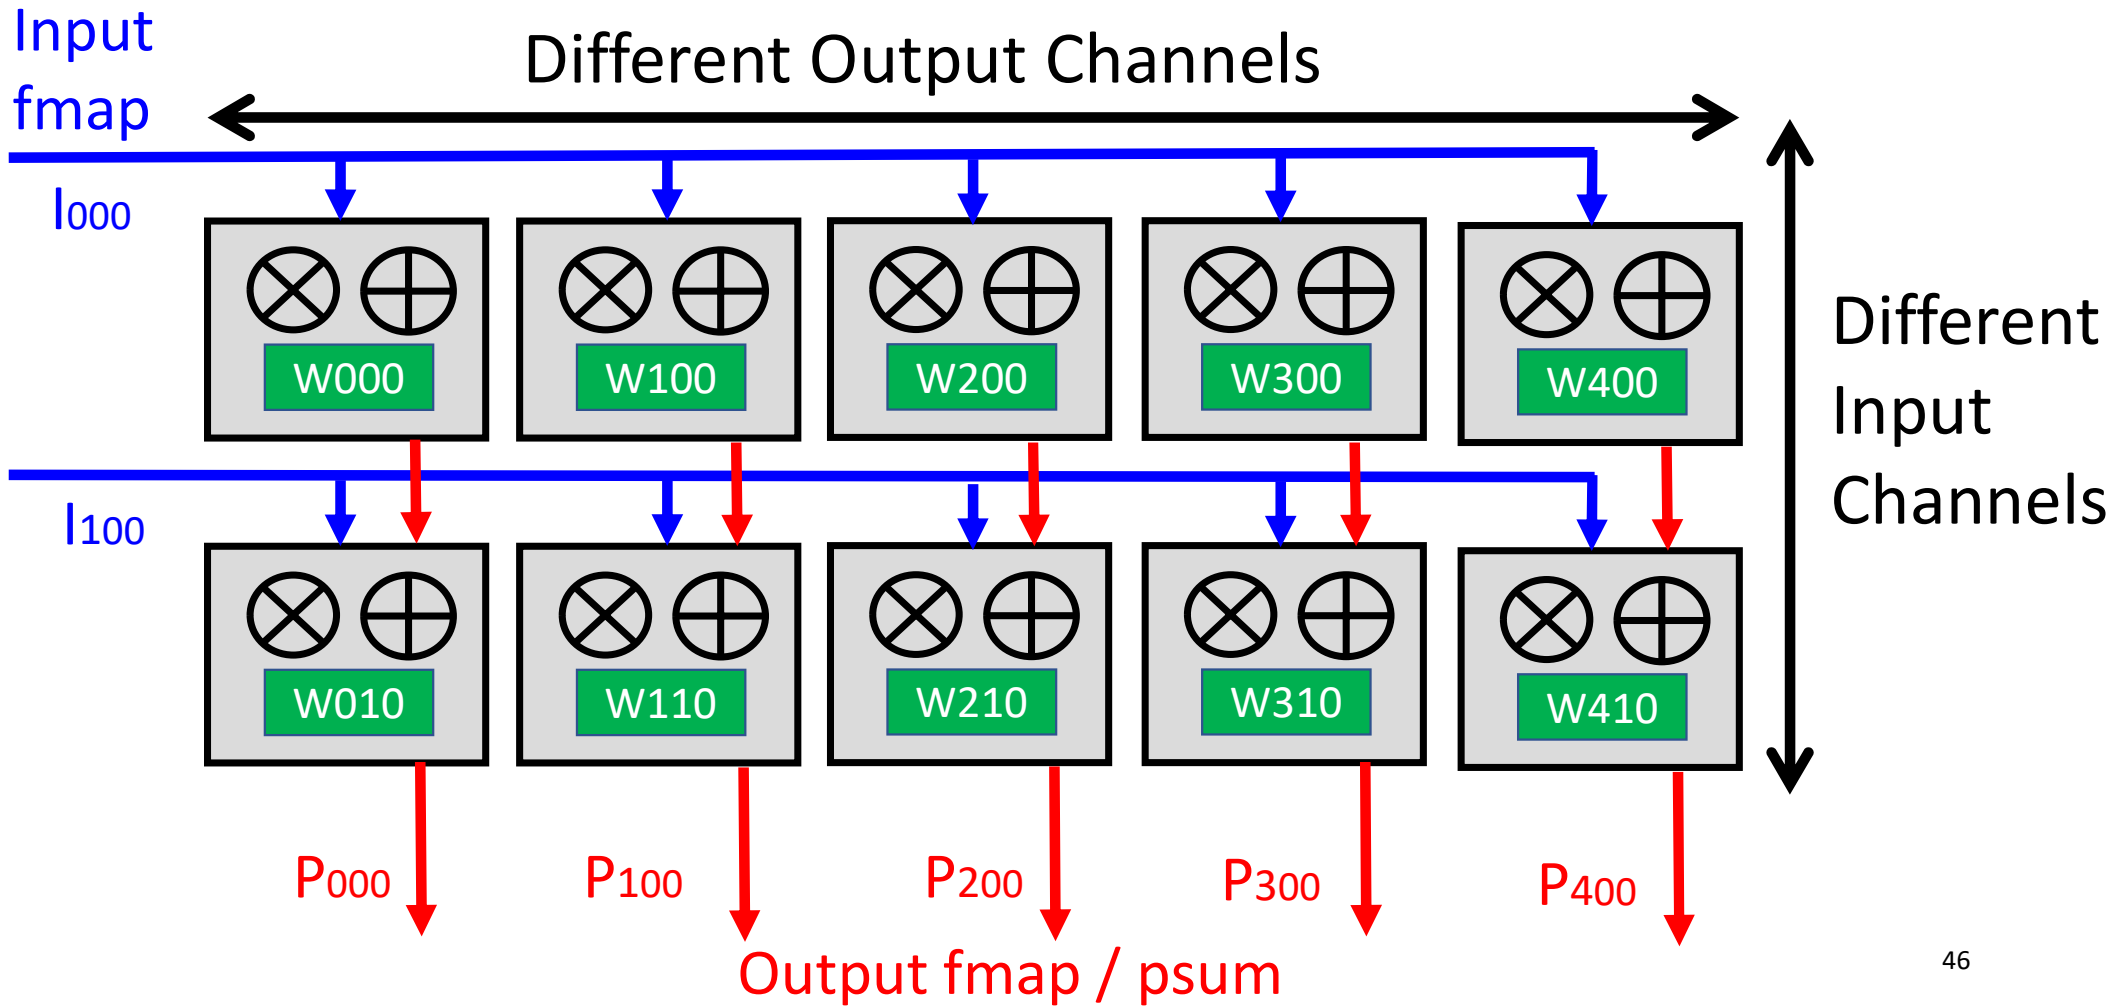 Input
fmap
Different Output Channels
I000
W000 W100 W200 W300 W400
Different
Input
Channels
I100
W010 W110 W210 W310 W410
P000 P100 P200 P300 P400
Output fmap / psum
46